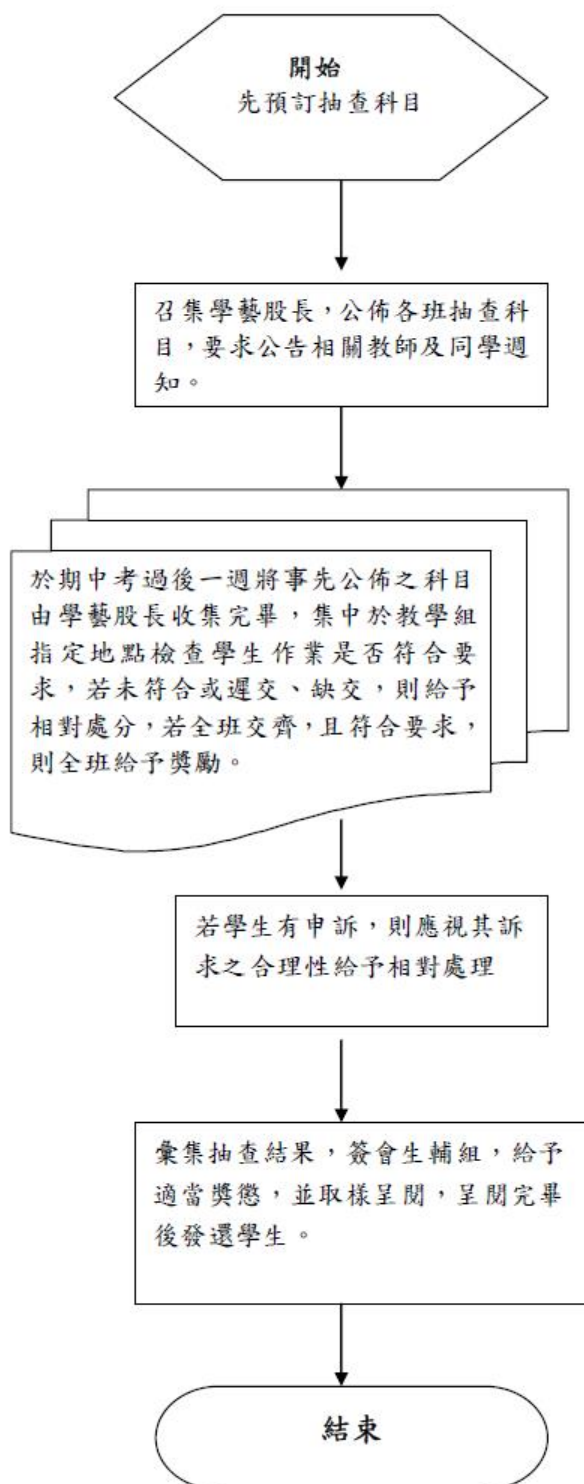 開始
先預訂抽查科目
召集學藝股長，公佈各班抽查科
目，要求公告相關教師及同學週
知。
於期中考過後一週將事先公佈之科目
由學藝股長收集完畢，集中於教學組
指定地點檢查學生作業是否符合要
求，若未符合或遲交、缺交，則給予
相對處分，若全班交齊，且符合要求，
則全班給予獎勵。
若學生有申訴，則應視其訴
求之合理性給予相對處理
彙集抽查結果，簽會生輔組，給予
適當獎懲，並取樣呈閱，呈閱完畢
後發還學生。
結束